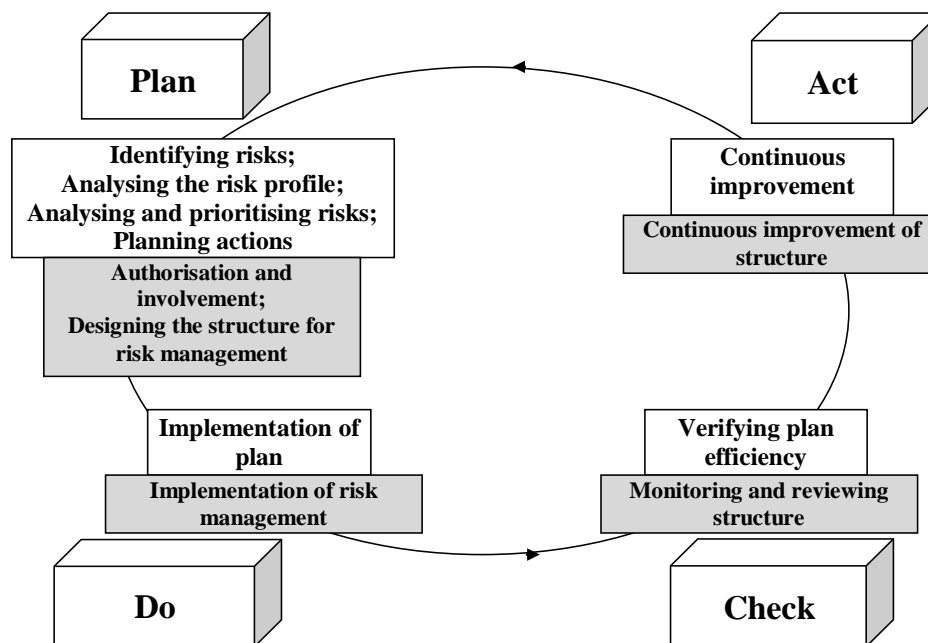 Plan
Identifying risks;
Analysing the risk profile;
Analysing and prioritising risks;
Planning actions
Authorisation and
involvement;
Designing the structure for
risk management
Act
Continuous
improvement
Continuous improvement of
structure
Implementation of
plan
Implementation of risk
management
Do
Verifying plan
efficiency
Monitoring and reviewing
structure
Check